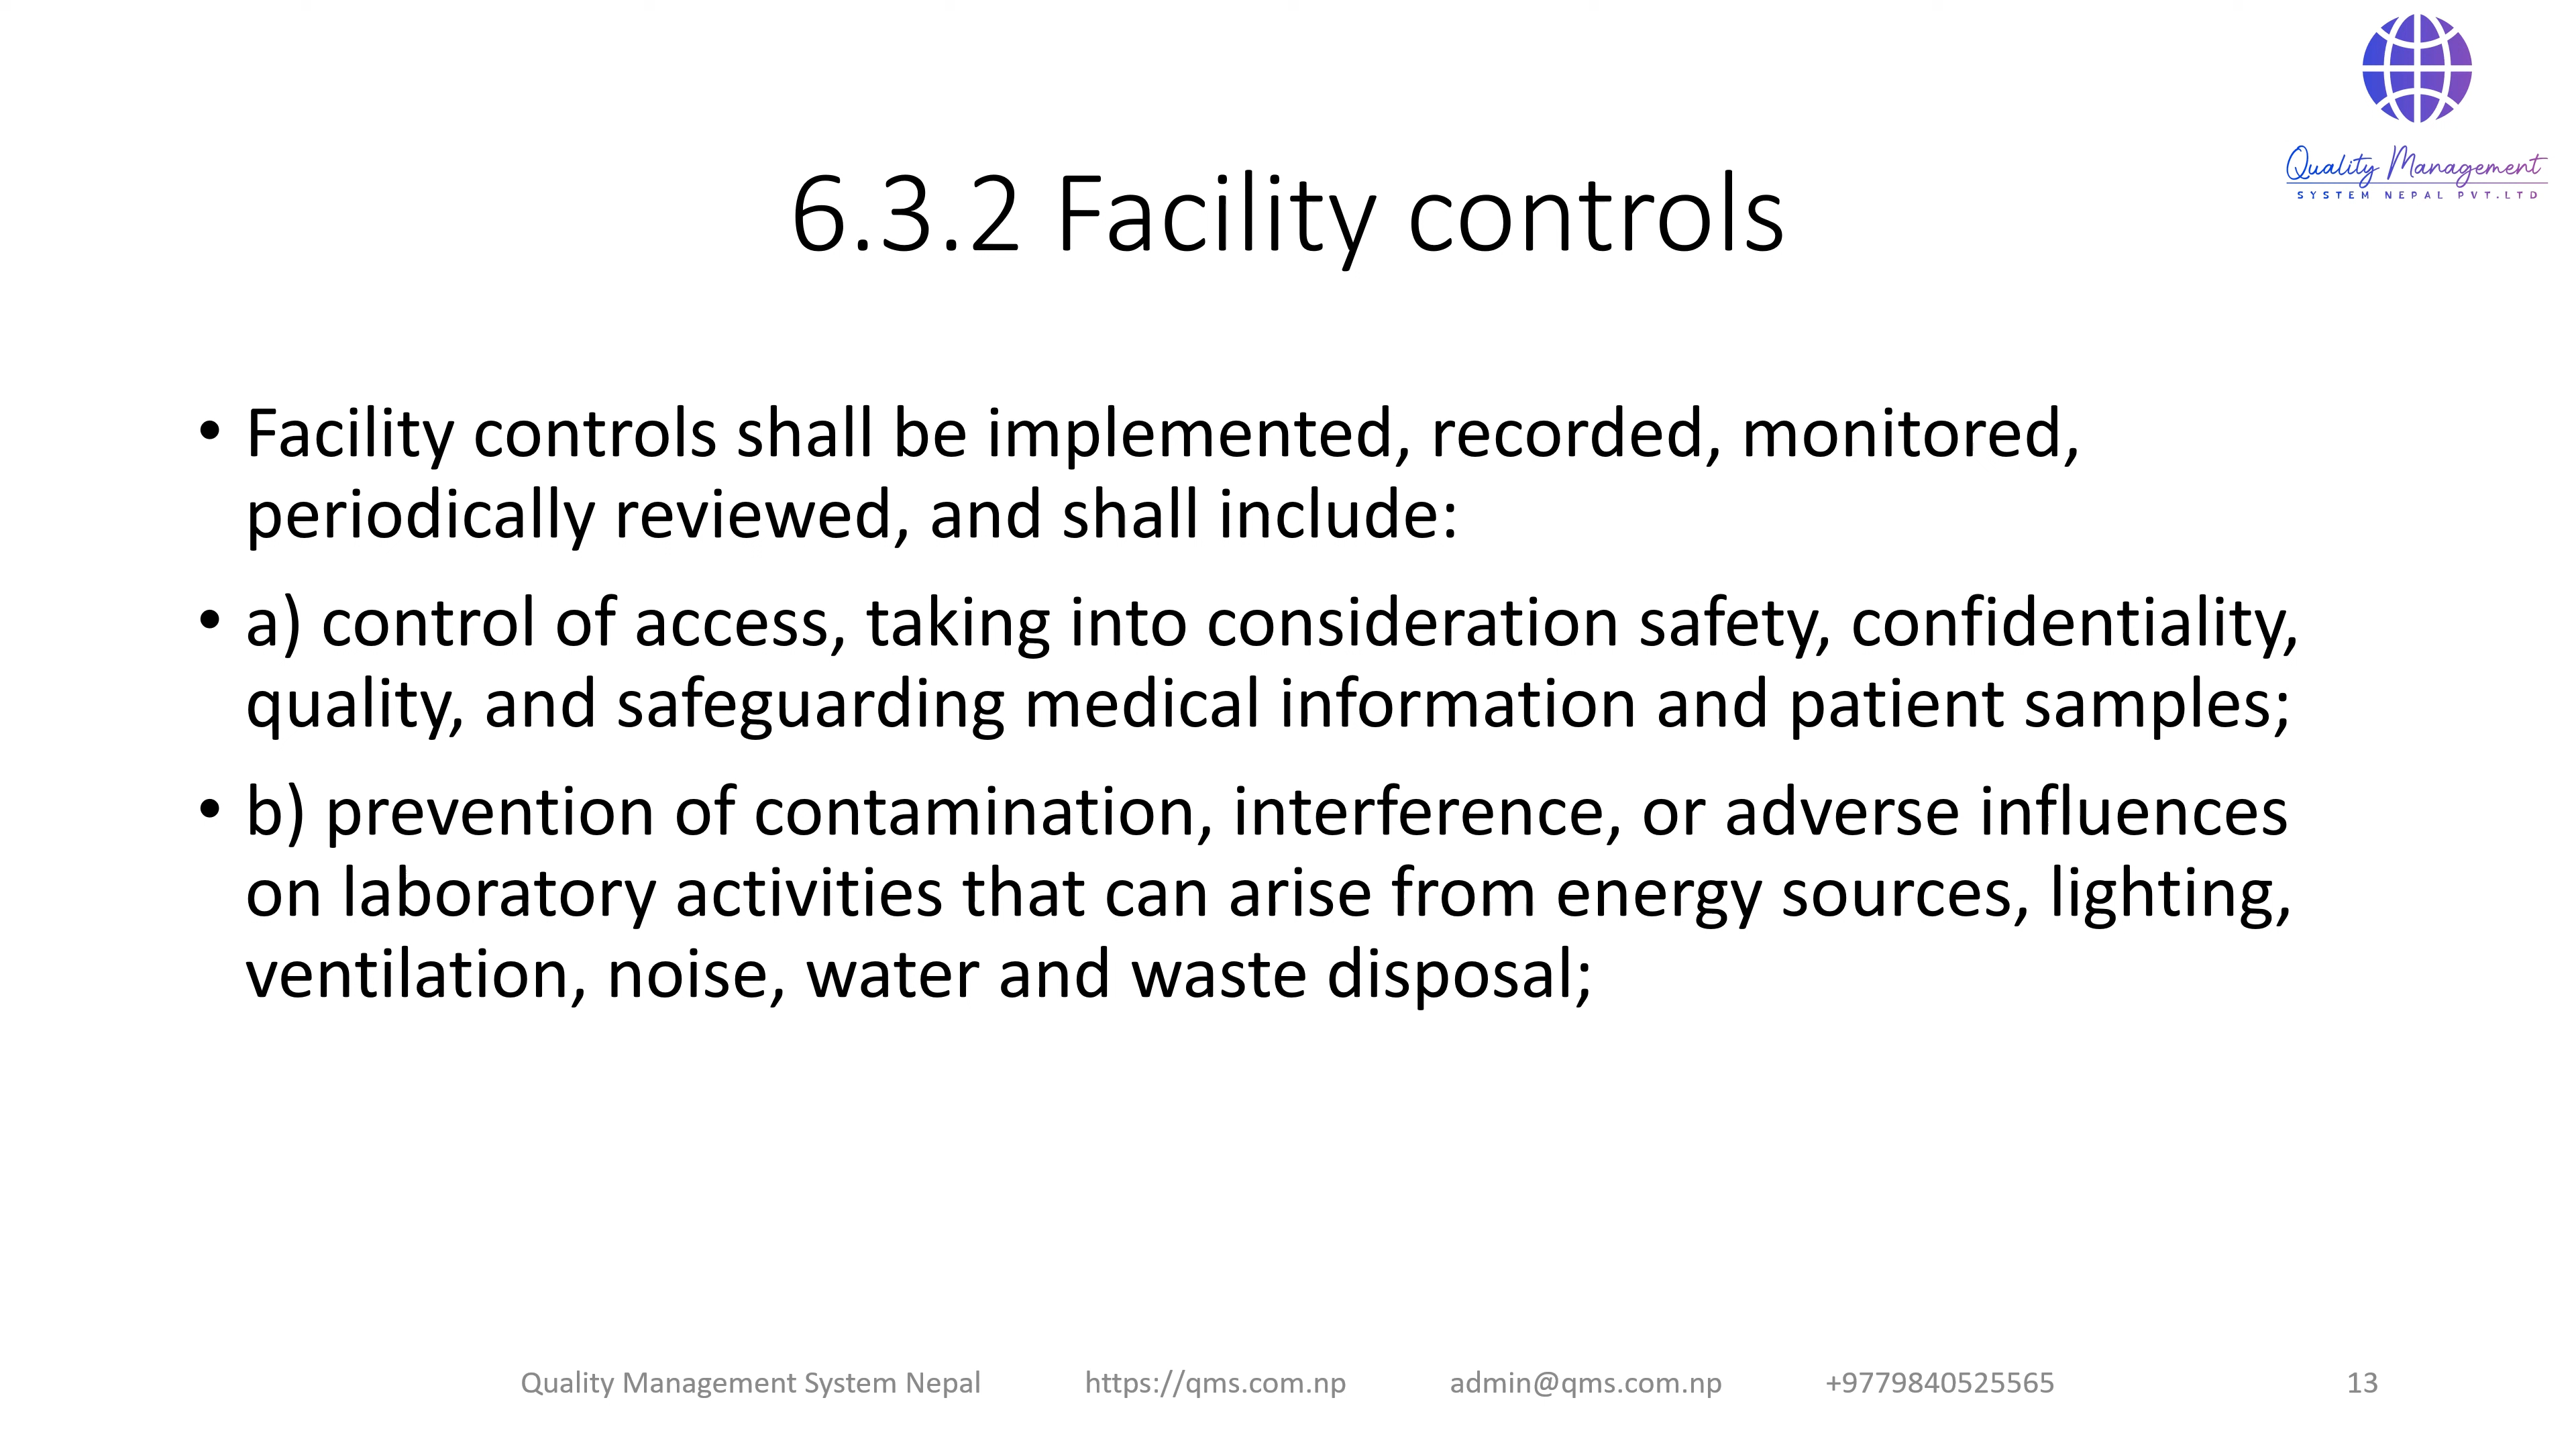 Quality Management
SYSTEM NEPAL PVT.LTD
6.3.2 Facility controls
• Facility controls shall be implemented, recorded, monitored,
periodically reviewed, and shall include:
• a) control of access, taking into consideration safety, confidentiality,
quality, and safeguarding medical information and patient samples;
• b) prevention of contamination, interference, or adverse influences
on laboratory activities that can arise from energy sources, lighting,
ventilation, noise, water and waste disposal;
Quality Management System Nepal https://qms.com.np admin@qms.com.np +9779840525565 13